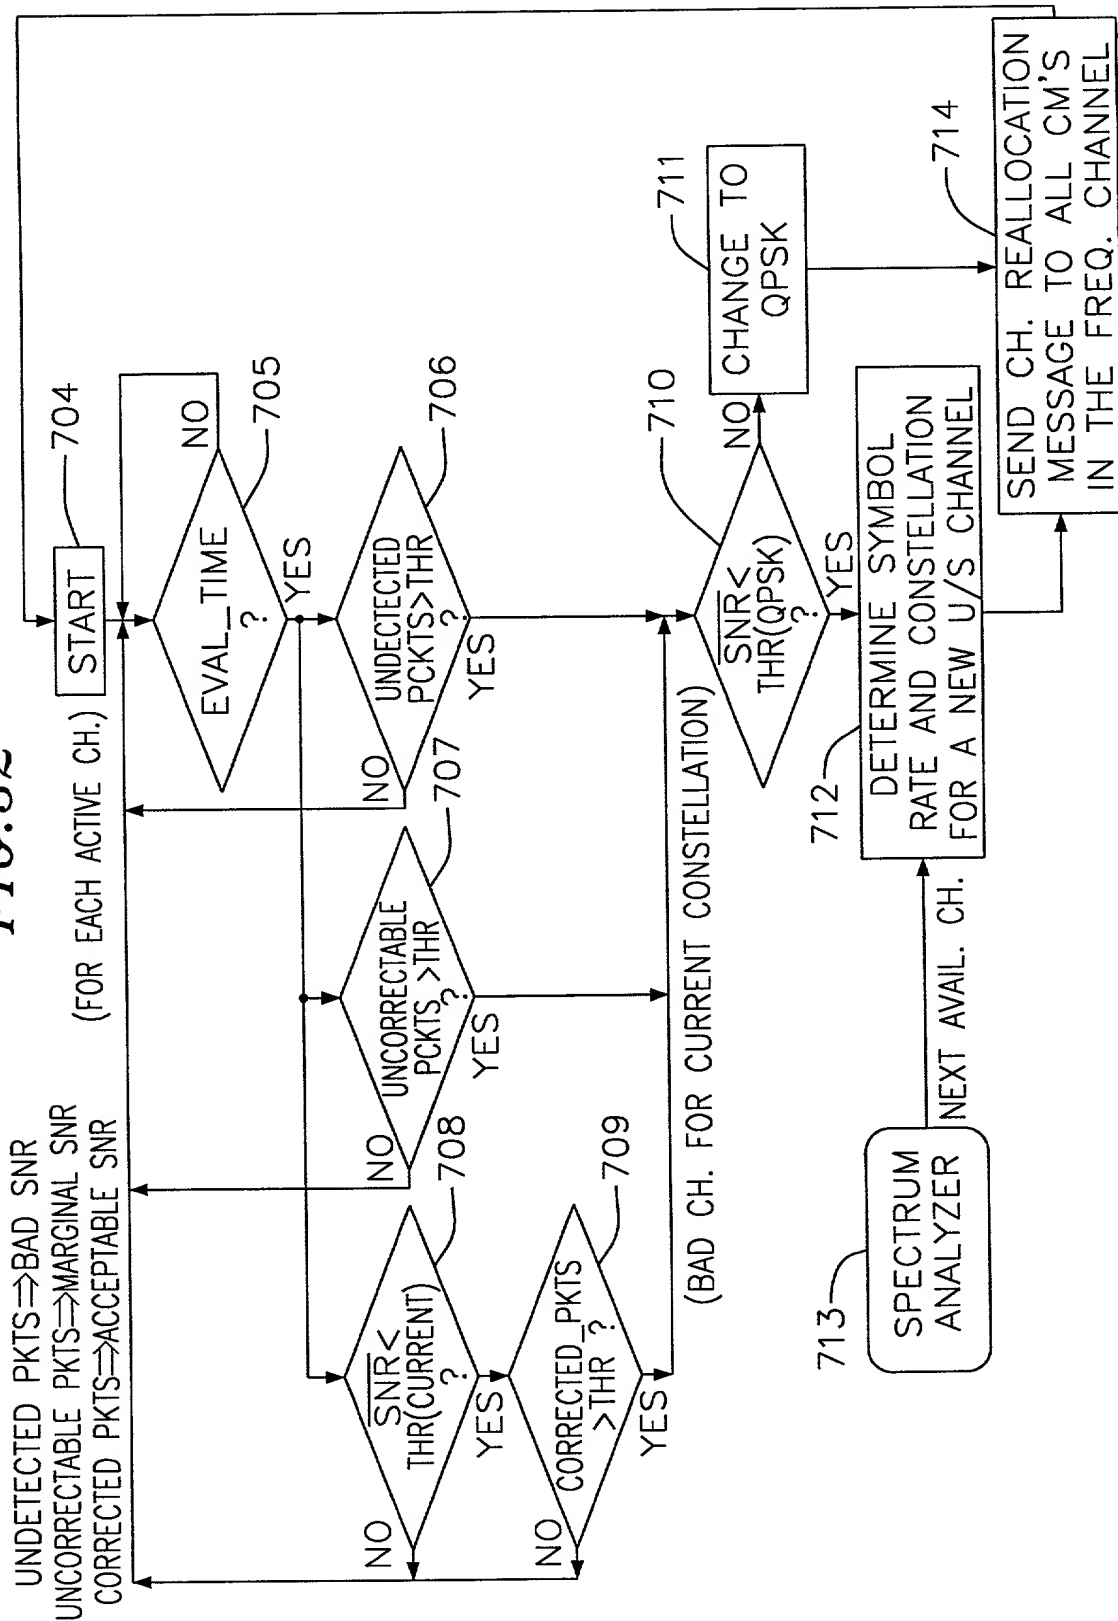 UNDETECTED PKTS⇒BAD SNR
UNCORRECTABLE PKTS⇒MARGINAL SNR
CORRECTED PKTS⇒ACCEPTABLE SNR
(FOR EACH ACTIVE CH.)
START
704
EVAL_TIME
?
NO
705
YES
UNDECTECTED
PCKTS>THR
?
706
NO
YES
UNCORRECTABLE
PCKTS >THR
?
707
NO
YES
SNR<
THR(CURRENT)
?
708
NO
YES
CORRECTED_PKTS
>THR ?
709
NO
YES
(BAD CH. FOR CURRENT CONSTELLATION)
SNR<
THR(QPSK)
?
710
NO
YES
CHANGE TO
QPSK
711
712
DETERMINE SYMBOL
RATE AND CONSTELLATION
FOR A NEW U/S CHANNEL
713
SPECTRUM
ANALYZER
NEXT AVAIL. CH.
714
SEND CH. REALLOCATION
MESSAGE TO ALL CM'S
IN THE FREQ. CHANNEL